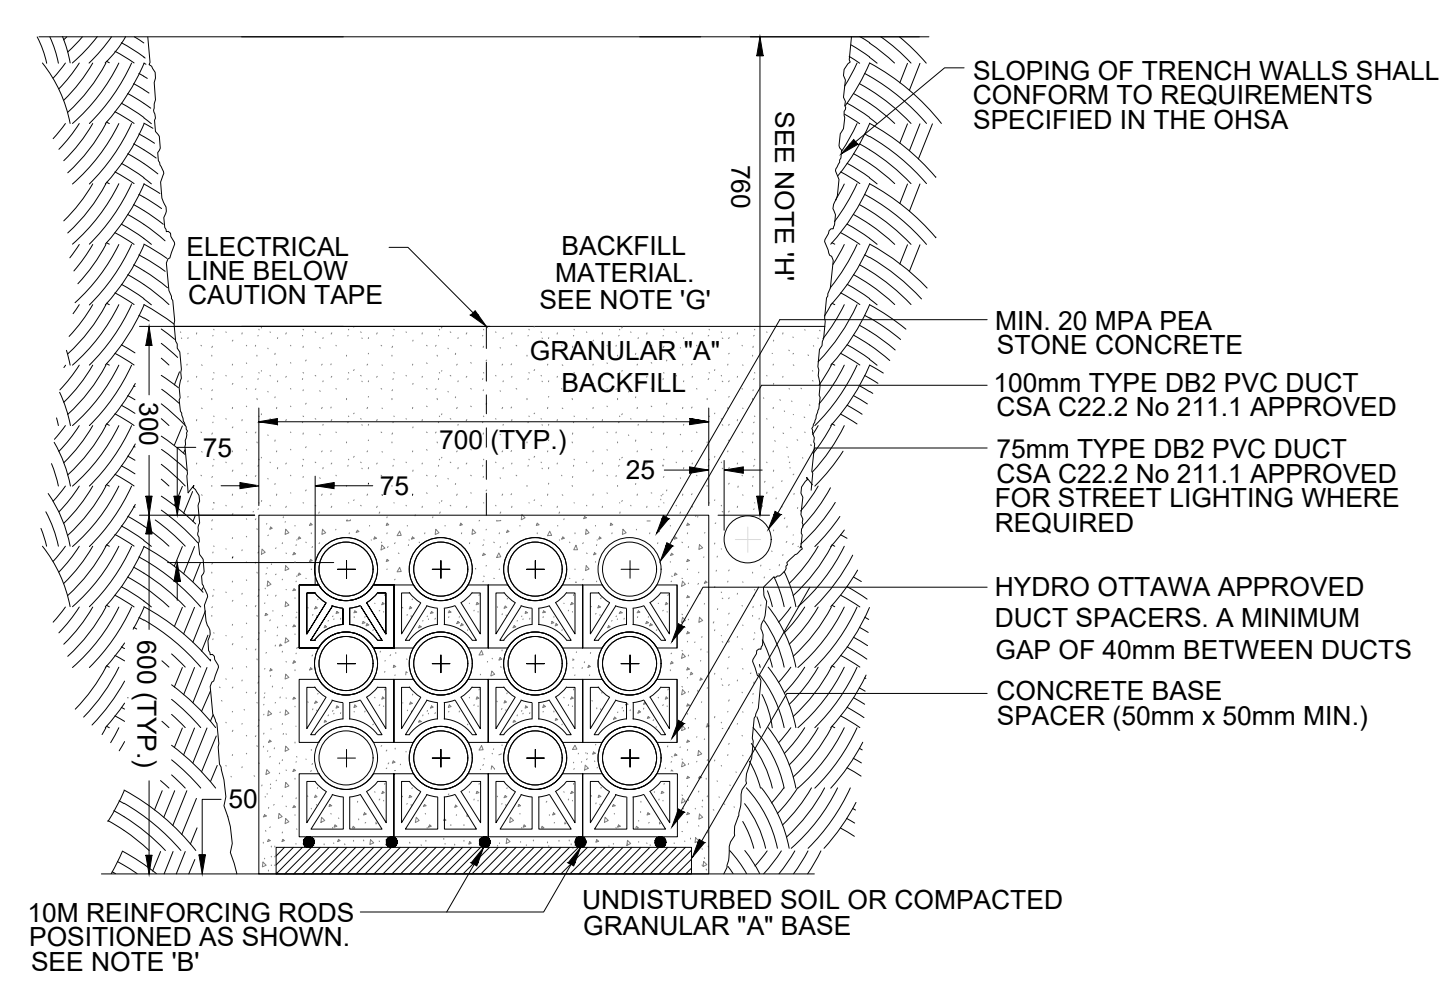 SLOPING OF TRENCH WALLS SHALL
CONFORM TO REQUIREMENTS
SPECIFIED IN THE OHSA
SEE NOTE 'H'
760
ELECTRICAL
LINE BELOW
CAUTION TAPE
BACKFILL
MATERIAL.
SEE NOTE 'G'
MIN. 20 MPA PEA
STONE CONCRETE
GRANULAR "A"
BACKFILL
100mm TYPE DB2 PVC DUCT
CSA C22.2 No 211.1 APPROVED
300
700 (TYP.)
75
25
75
75mm TYPE DB2 PVC DUCT
CSA C22.2 No 211.1 APPROVED
FOR STREET LIGHTING WHERE
REQUIRED
HYDRO OTTAWA APPROVED
DUCT SPACERS. A MINIMUM
GAP OF 40mm BETWEEN DUCTS
600 (TYP.)
CONCRETE BASE
SPACER (50mm x 50mm MIN.)
50
10M REINFORCING RODS
POSITIONED AS SHOWN.
SEE NOTE 'B'
UNDISTURBED SOIL OR COMPACTED
GRANULAR "A" BASE